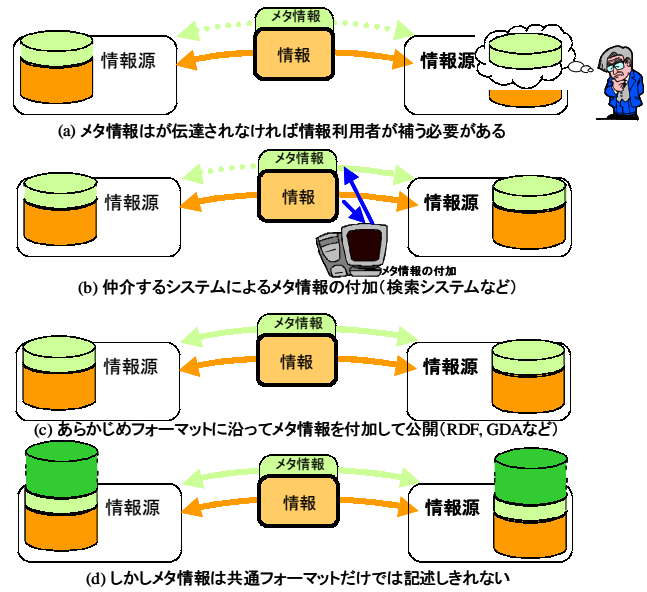 メタ情報
情報
情報源
情報源
(a) メタ情報はが伝達されなければ情報利用者が補う必要がある
メタ情報
情報
情報源
情報源
メタ情報の付加
(b) 仲介するシステムによるメタ情報の付加（検索システムなど）
メタ情報
情報
情報源
情報源
(c) あらかじめフォーマットに沿ってメタ情報を付加して公開（RDF, GDAなど）
メタ情報
情報
情報源
情報源
(d) しかしメタ情報は共通フォーマットだけでは記述しきれない